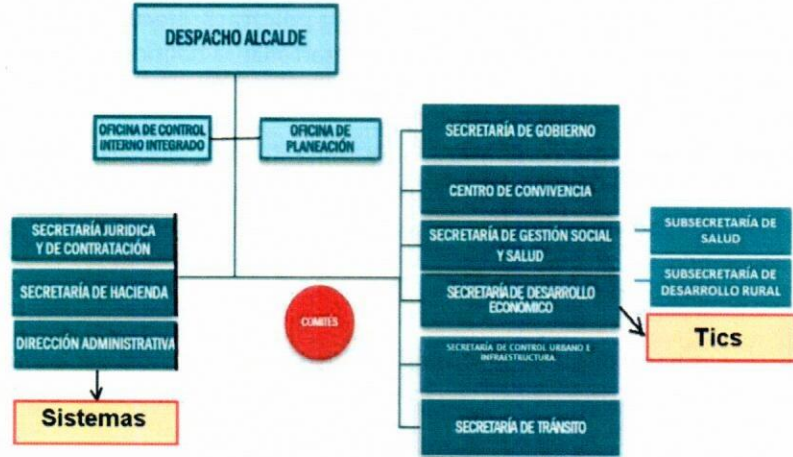 DESPACHO ALCALDE
OFICINA DE CONTROL
INTERNO INTEGRADO
OFICINA DE
PLANEACIÓN
SECRETARÍA DE GOBIERNO
CENTRO DE CONVIVENCIA
SECRETARÍA JURIDICA
Y DE CONTRATACIÓN
SECRETARÍA DE GESTIÓN SOCIAL
Y SALUD
SUBSECRETARÍA DE
SALUD
SECRETARÍA DE HACIENDA
SECRETARÍA DE DESARROLLO
ECONÓMICO
SUBSECRETARÍA DE
DESARROLLO RURAL
COMITÉS
DIRECCIÓN ADMINISTRATIVA
SECRETARÍA DE CONTROL URBANO E
INFRAESTRUCTURA.
Tics
Sistemas
SECRETARÍA DE TRÁNSITO